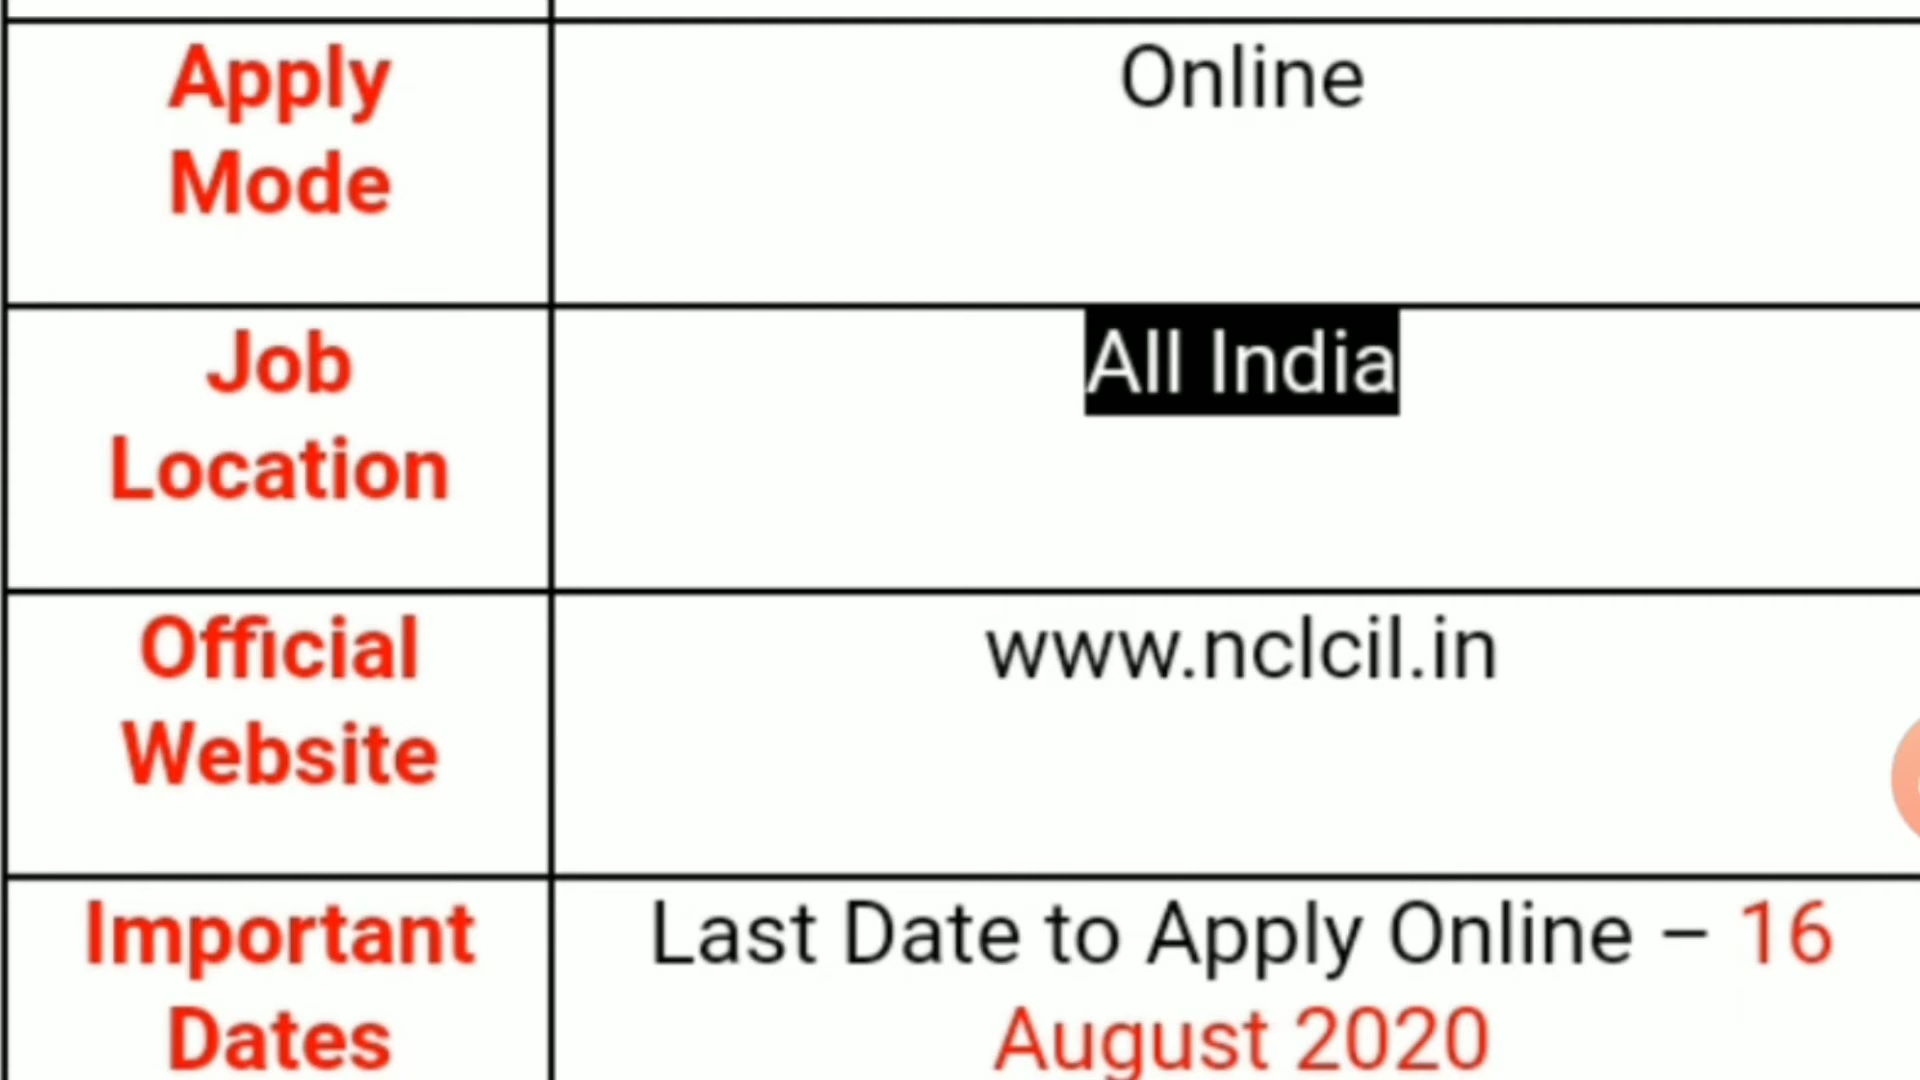 Apply
Mode
Online
Job
Location
All India
Official
Website
www.nclcil.in
Important
Dates
Last Date to Apply Online – 16
August 2020